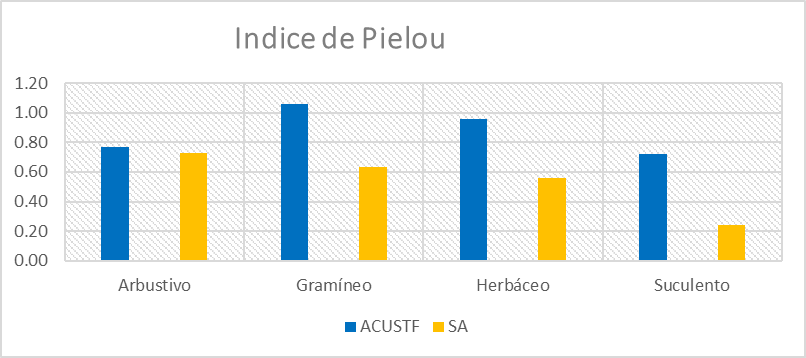 Indice de Pielou
1.20
1.00
0.80
0.60
0.40
0.20
0.00
Arbustivo Gramíneo Herbáceo Suculento
ACUSTF SA